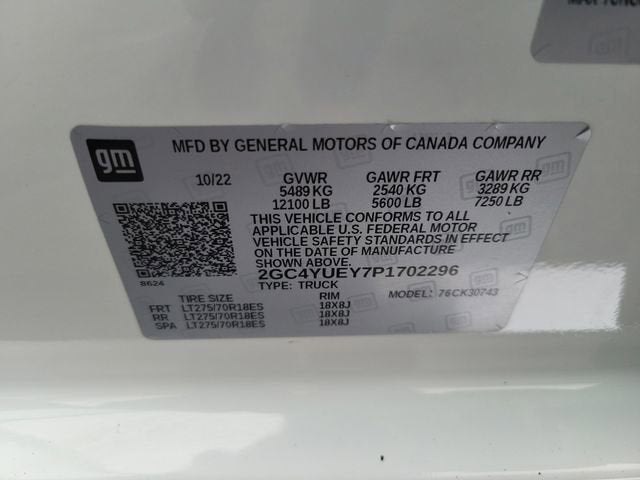 gm
MFD BY GENERAL MOTORS OF CANADA COMPANY
10/22 GVWR GAWR FRT GAWR RR
5489 KG 2540 KG 3289 KG
12100 LB 5600 LB 7250 LB
THIS VEHICLE CONFORMS TO ALL
APPLICABLE U.S. FEDERAL MOTOR
VEHICLE SAFETY STANDARDS IN EFFECT
ON THE DATE OF MANUFACTURE
SHOWN ABOVE.
2GC4YUEY7P1702296
8624
TYPE: TRUCK MODEL: 76CK30743
TIRE SIZE RIM
FRT LT275/70R18ES 18X8J
RR LT275/70R18ES 18X8J
SPA LT275/70R18ES 18X8J